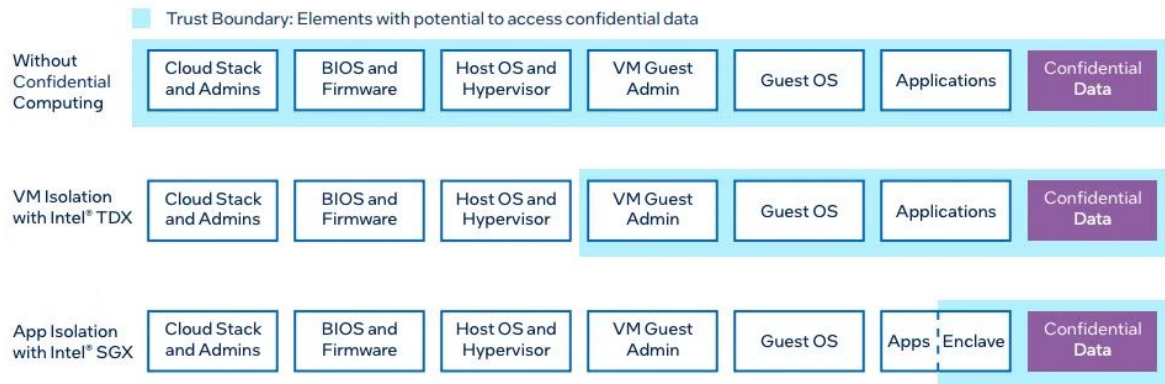 Trust Boundary: Elements with potential to access confidential data
Without
Confidential
Computing
Cloud Stack
and Admins
BIOS and
Firmware
Host OS and
Hypervisor
VM Guest
Admin
Guest OS
Applications
Confidential
Data
VM Isolation
with Intel® TDX
Cloud Stack
and Admins
BIOS and
Firmware
Host OS and
Hypervisor
VM Guest
Admin
Guest OS
Applications
Confidential
Data
App Isolation
with Intel® SGX
Cloud Stack
and Admins
BIOS and
Firmware
Host OS and
Hypervisor
VM Guest
Admin
Guest OS
Apps
Enclave
Confidential
Data